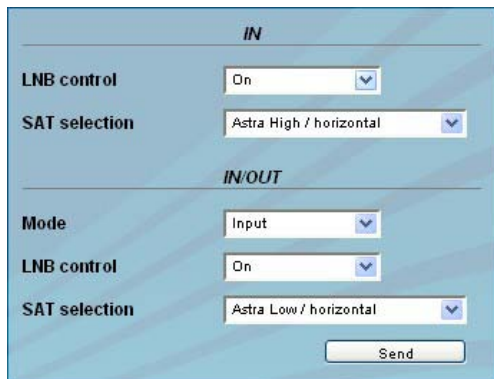 IN
LNB control On
SAT selection Astra High / horizontal
IN/OUT
Mode Input
LNB control On
SAT selection Astra Low / horizontal
Send